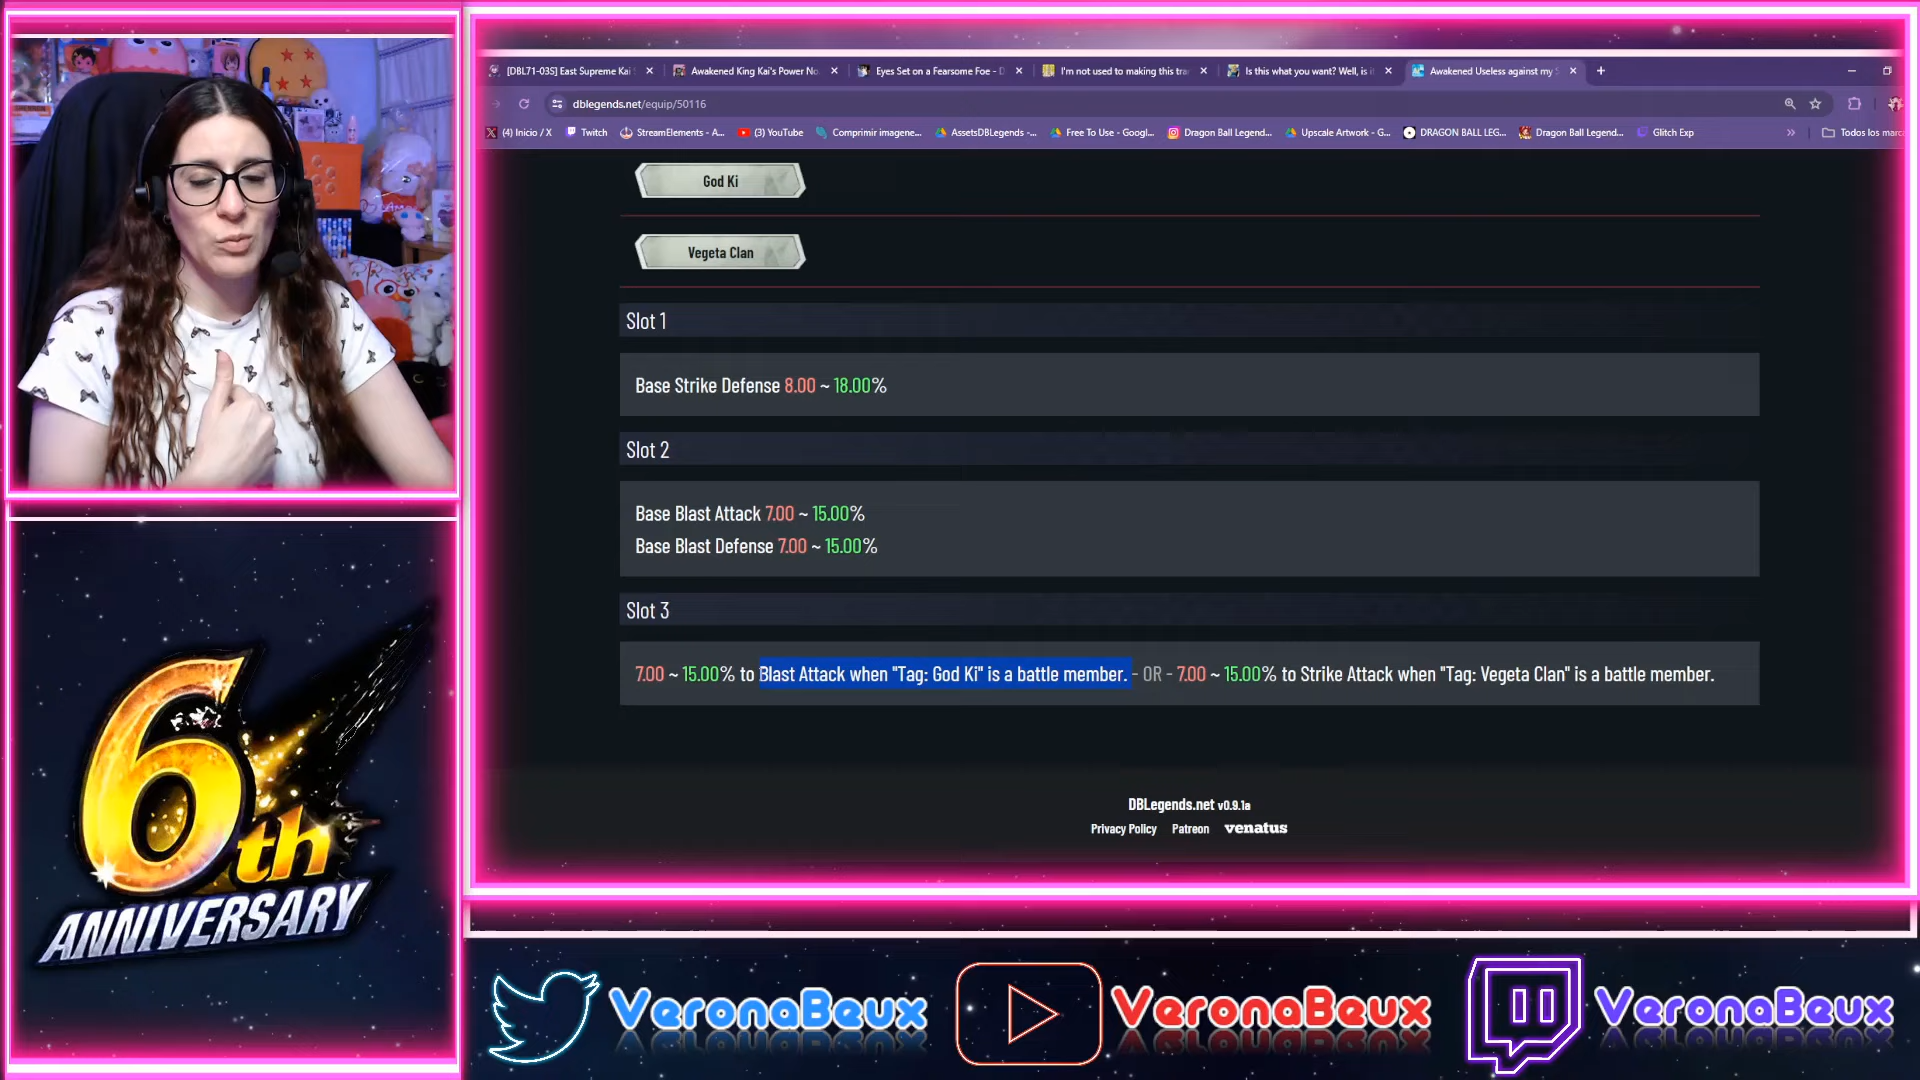 [DBL71-03S] East Supreme Kai
Awakened King Kai's Power No
Eyes Set on a Fearsome Foe - D
I'm not used to making this tra
Is this what you want? Well, is i
Awakened Useless against my S
dblegends.net/equip/50116
(4) Inicio / X
Twitch
StreamElements - A...
(3) YouTube
Comprimir imagene...
AssetsDBLegends -...
Free To Use - Googl...
Dragon Ball Legend...
Upscale Artwork - G...
DRAGON BALL LEG...
Dragon Ball Legend...
Glitch Exp
Todos los marc
God Ki
Vegeta Clan
Slot 1
Base Strike Defense 8.00 ~ 18.00%
Slot 2
Base Blast Attack 7.00 ~ 15.00%
Base Blast Defense 7.00 ~ 15.00%
Slot 3
7.00 ~ 15.00% to Blast Attack when "Tag: God Ki" is a battle member. - OR - 7.00 ~ 15.00% to Strike Attack when "Tag: Vegeta Clan" is a battle member.
DBLegends.net v0.9.1a
Privacy Policy Patreon venatus
6th
ANNIVERSARY
VeronaBeux
VeronaBeux
VeronaBeux